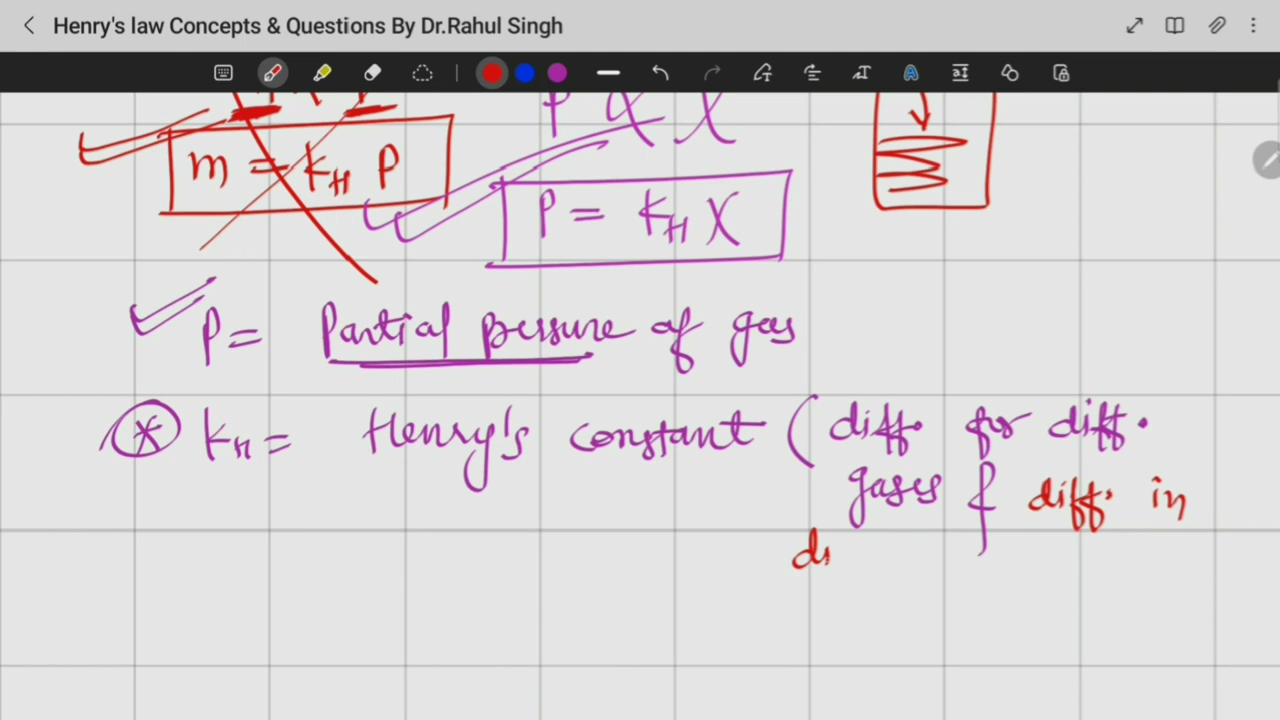 Henry's law Concepts & Questions By Dr.Rahul Singh
P α X
m = KH P
P = KH X
P = Partial pressure of gas
* KH = Henry's constant ( diff. for diff.
gases & diff. in
di